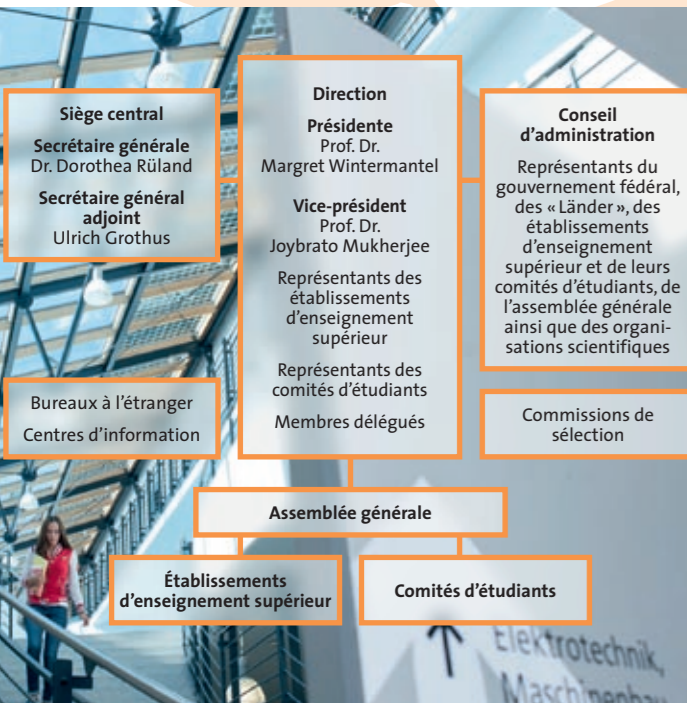 Siège central
Secrétaire générale
Dr. Dorothea Rüland
Secrétaire général
adjoint
Ulrich Grothus
Direction
Présidente
Prof. Dr.
Margret Wintermantel
Vice-président
Prof. Dr.
Joybrato Mukherjee
Représentants des
établissements
d’enseignement
supérieur
Représentants des
comités d’étudiants
Membres délégués
Conseil
d’administration
Représentants du
gouvernement fédéral,
des « Länder », des
établissements
d’enseignement
supérieur et de leurs
comités d’étudiants, de
l’assemblée générale
ainsi que des organi-
sations scientifiques
Bureaux à l’étranger
Centres d’information
Commissions de
sélection
Assemblée générale
Établissements
d’enseignement supérieur
Comités d’étudiants
Elektrotechnik,
Maschinenbau